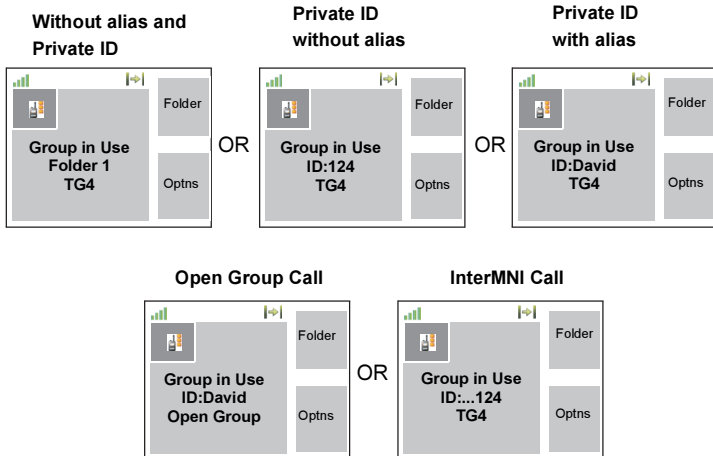 Without alias and
Private ID
Private ID
without alias
Private ID
with alias
Group in Use
Folder 1
TG4
Folder
Optns
OR
Group in Use
ID:124
TG4
Folder
Optns
OR
Group in Use
ID:David
TG4
Folder
Optns
Open Group Call
InterMNI Call
Group in Use
ID:David
Open Group
Folder
Optns
OR
Group in Use
ID:...124
TG4
Folder
Optns